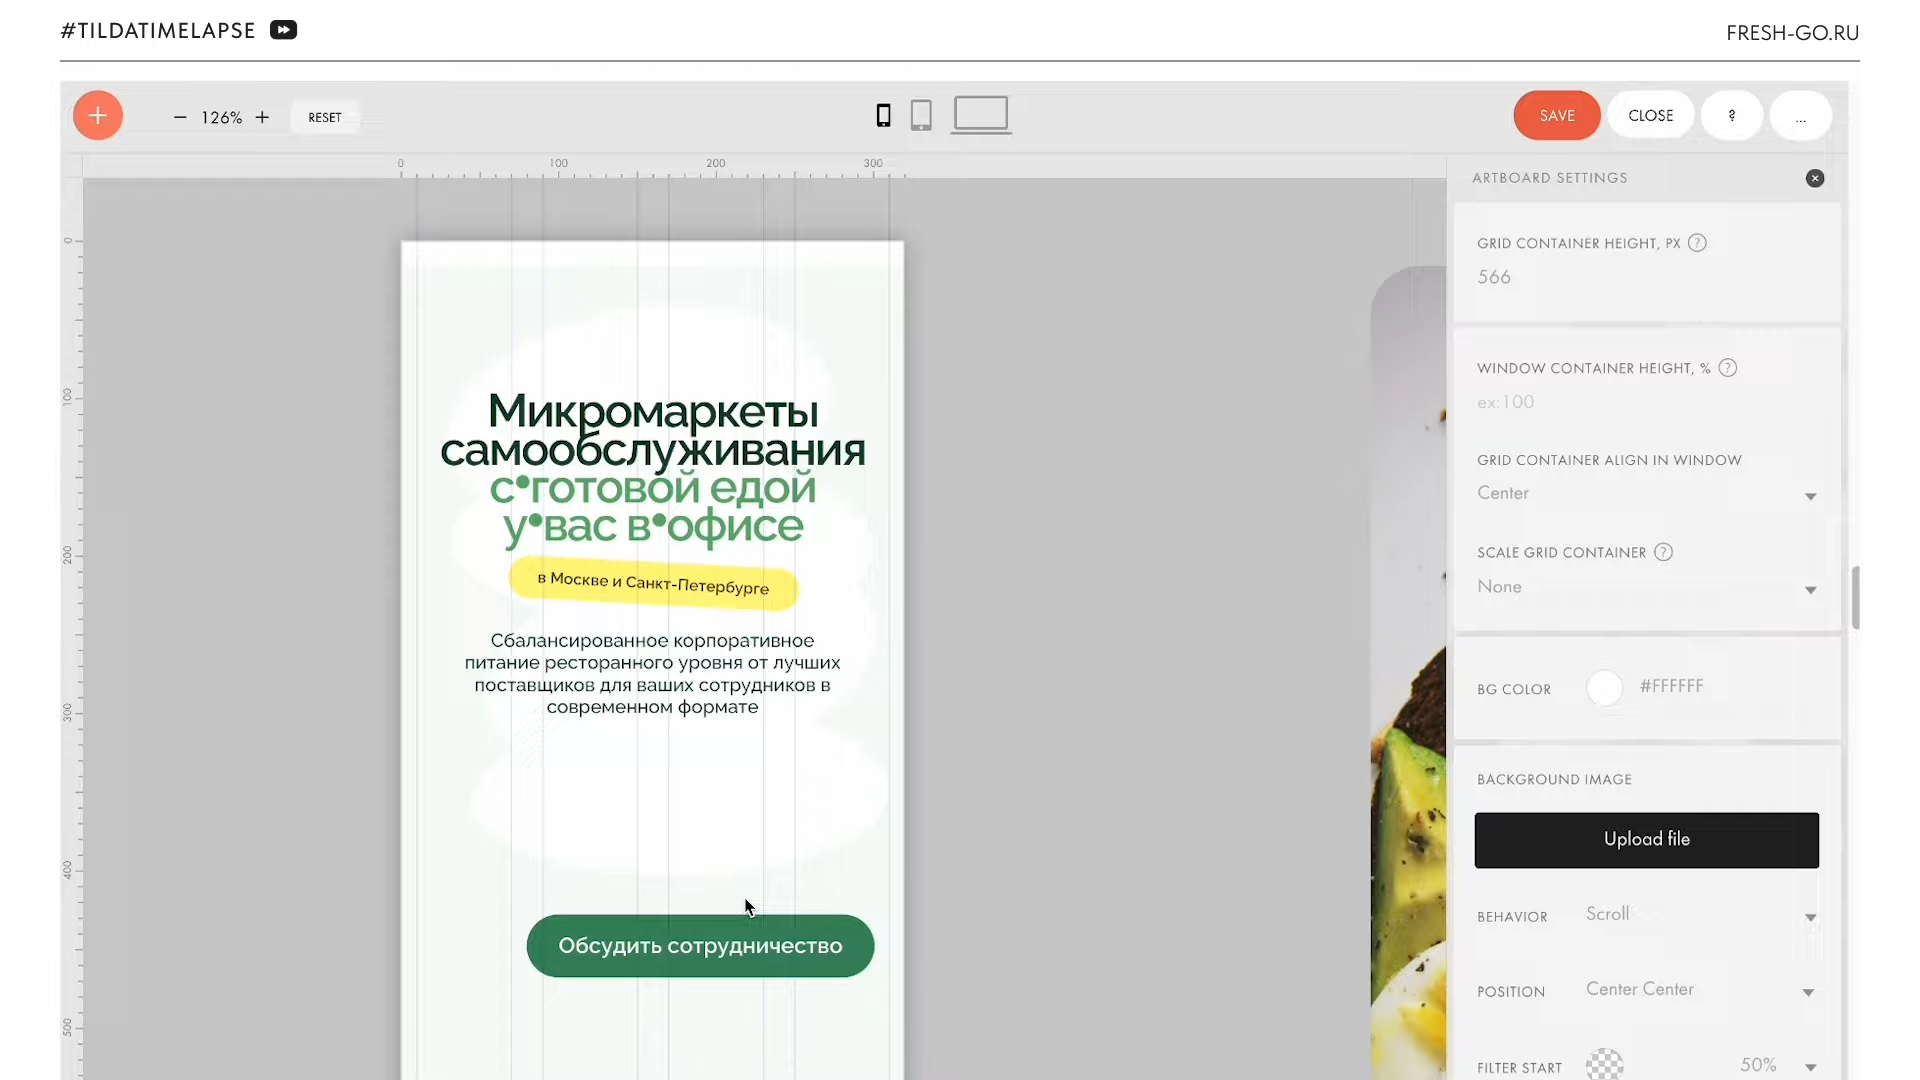 #TILDATIMELAPSE
FRESH-GO.RU
+
− 126% +
RESET
SAVE
CLOSE
?
...
0 100 200 300
0
100
200
300
400
500
Микромаркеты
самообслуживания
с•готовой едой
у•вас в•офисе
в Москве и Санкт-Петербурге
Сбалансированное корпоративное
питание ресторанного уровня от лучших
поставщиков для ваших сотрудников в
современном формате
Обсудить сотрудничество
ARTBOARD SETTINGS
GRID CONTAINER HEIGHT, PX ?
566
WINDOW CONTAINER HEIGHT, % ?
ex:100
GRID CONTAINER ALIGN IN WINDOW
Center
SCALE GRID CONTAINER ?
None
BG COLOR #FFFFFF
BACKGROUND IMAGE
Upload file
BEHAVIOR Scroll
POSITION Center Center
FILTER START 50%